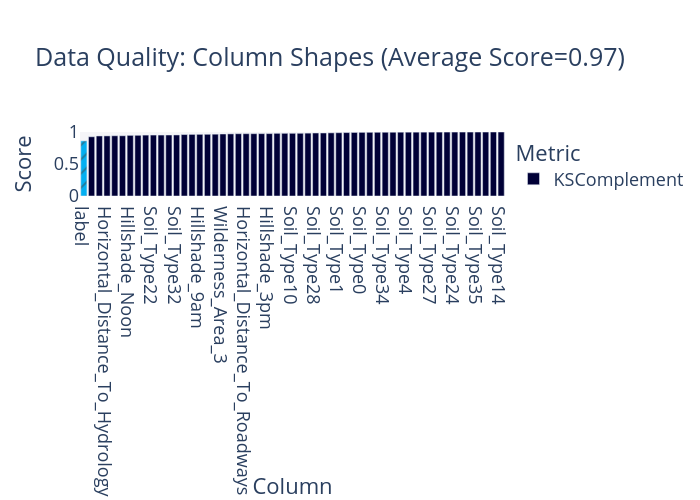 Data Quality: Column Shapes (Average Score=0.97)
Score
1
0.5
0
label
Horizontal_Distance_To_Hydrology
Hillshade_Noon
Soil_Type22
Soil_Type32
Hillshade_9am
Wilderness_Area_3
Horizontal_Distance_To_Roadways
Hillshade_3pm
Soil_Type10
Soil_Type28
Soil_Type1
Soil_Type0
Soil_Type34
Soil_Type4
Soil_Type27
Soil_Type24
Soil_Type35
Soil_Type14
Column
Metric
KSComplement